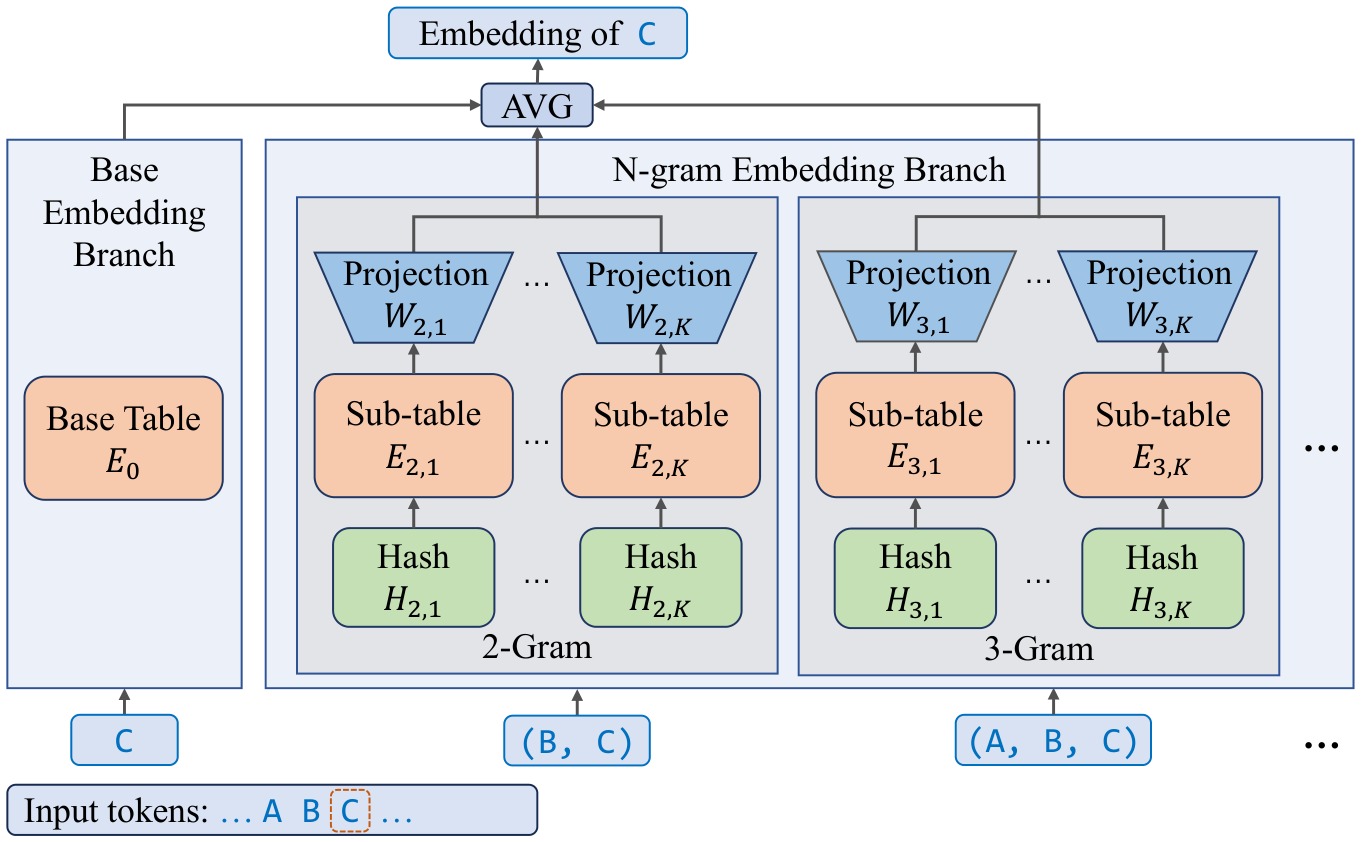 Embedding of C
AVG
Base
Embedding
Branch
Base Table
E₀
N-gram Embedding Branch
Projection
W₂,₁
...
Projection
W₂,K
Sub-table
E₂,₁
...
Sub-table
E₂,K
Hash
H₂,₁
...
Hash
H₂,K
2-Gram
Projection
W₃,₁
...
Projection
W₃,K
Sub-table
E₃,₁
...
Sub-table
E₃,K
Hash
H₃,₁
...
Hash
H₃,K
3-Gram
...
C
(B, C)
(A, B, C)
...
Input tokens: ... A B C ...